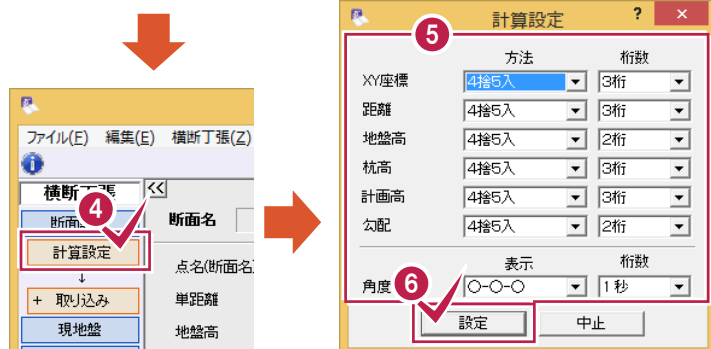 ファイル(F) 編集(E) 横断丁張(Z)
横断丁張 <<
4
断面 断面名
計算設定
↓
点名(断面名
+ 取り込み 単距離
現地盤 地盤高
計算設定 ? ×
5
方法 桁数
XY座標 4捨5入 3桁
距離 4捨5入 3桁
地盤高 4捨5入 2桁
杭高 4捨5入 3桁
計画高 4捨5入 3桁
勾配 4捨5入 2桁
表示 桁数
角度 〇-〇-〇 1秒
6
設定 中止